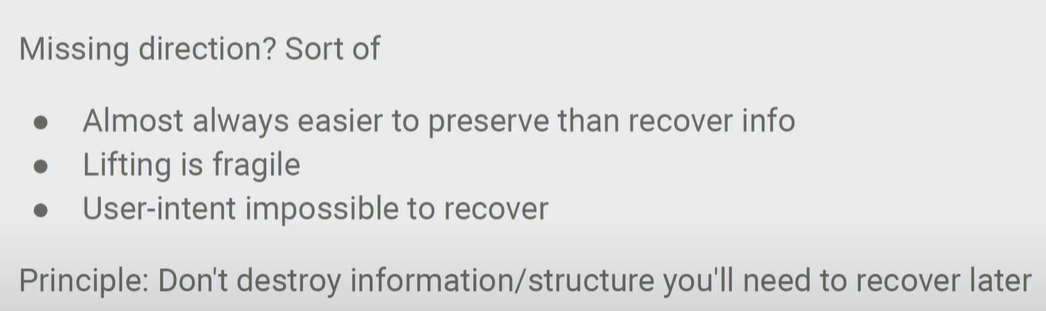 Missing direction? Sort of
● Almost always easier to preserve than recover info
● Lifting is fragile
● User-intent impossible to recover
Principle: Don't destroy information/structure you'll need to recover later